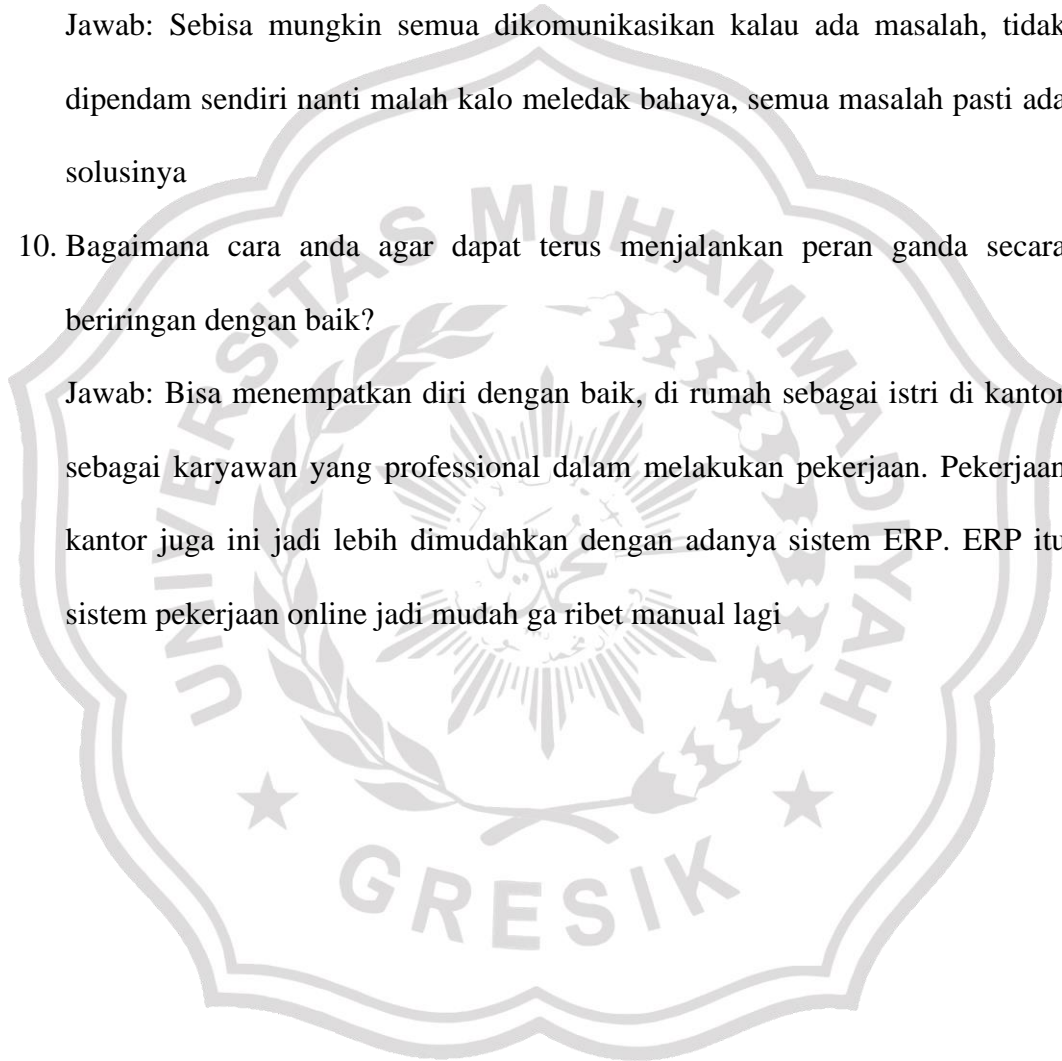 Jawab: Sebisa mungkin semua dikomunikasikan kalau ada masalah, tidak
dipendam sendiri nanti malah kalo meledak bahaya, semua masalah pasti ada
solusinya
10. Bagaimana cara anda agar dapat terus menjalankan peran ganda secara
beriringan dengan baik?
Jawab: Bisa menempatkan diri dengan baik, di rumah sebagai istri di kantor
sebagai karyawan yang professional dalam melakukan pekerjaan. Pekerjaan
kantor juga ini jadi lebih dimudahkan dengan adanya sistem ERP. ERP itu
sistem pekerjaan online jadi mudah ga ribet manual lagi
UNIVERSITAS MUHAMMADIYAH
GRESIK